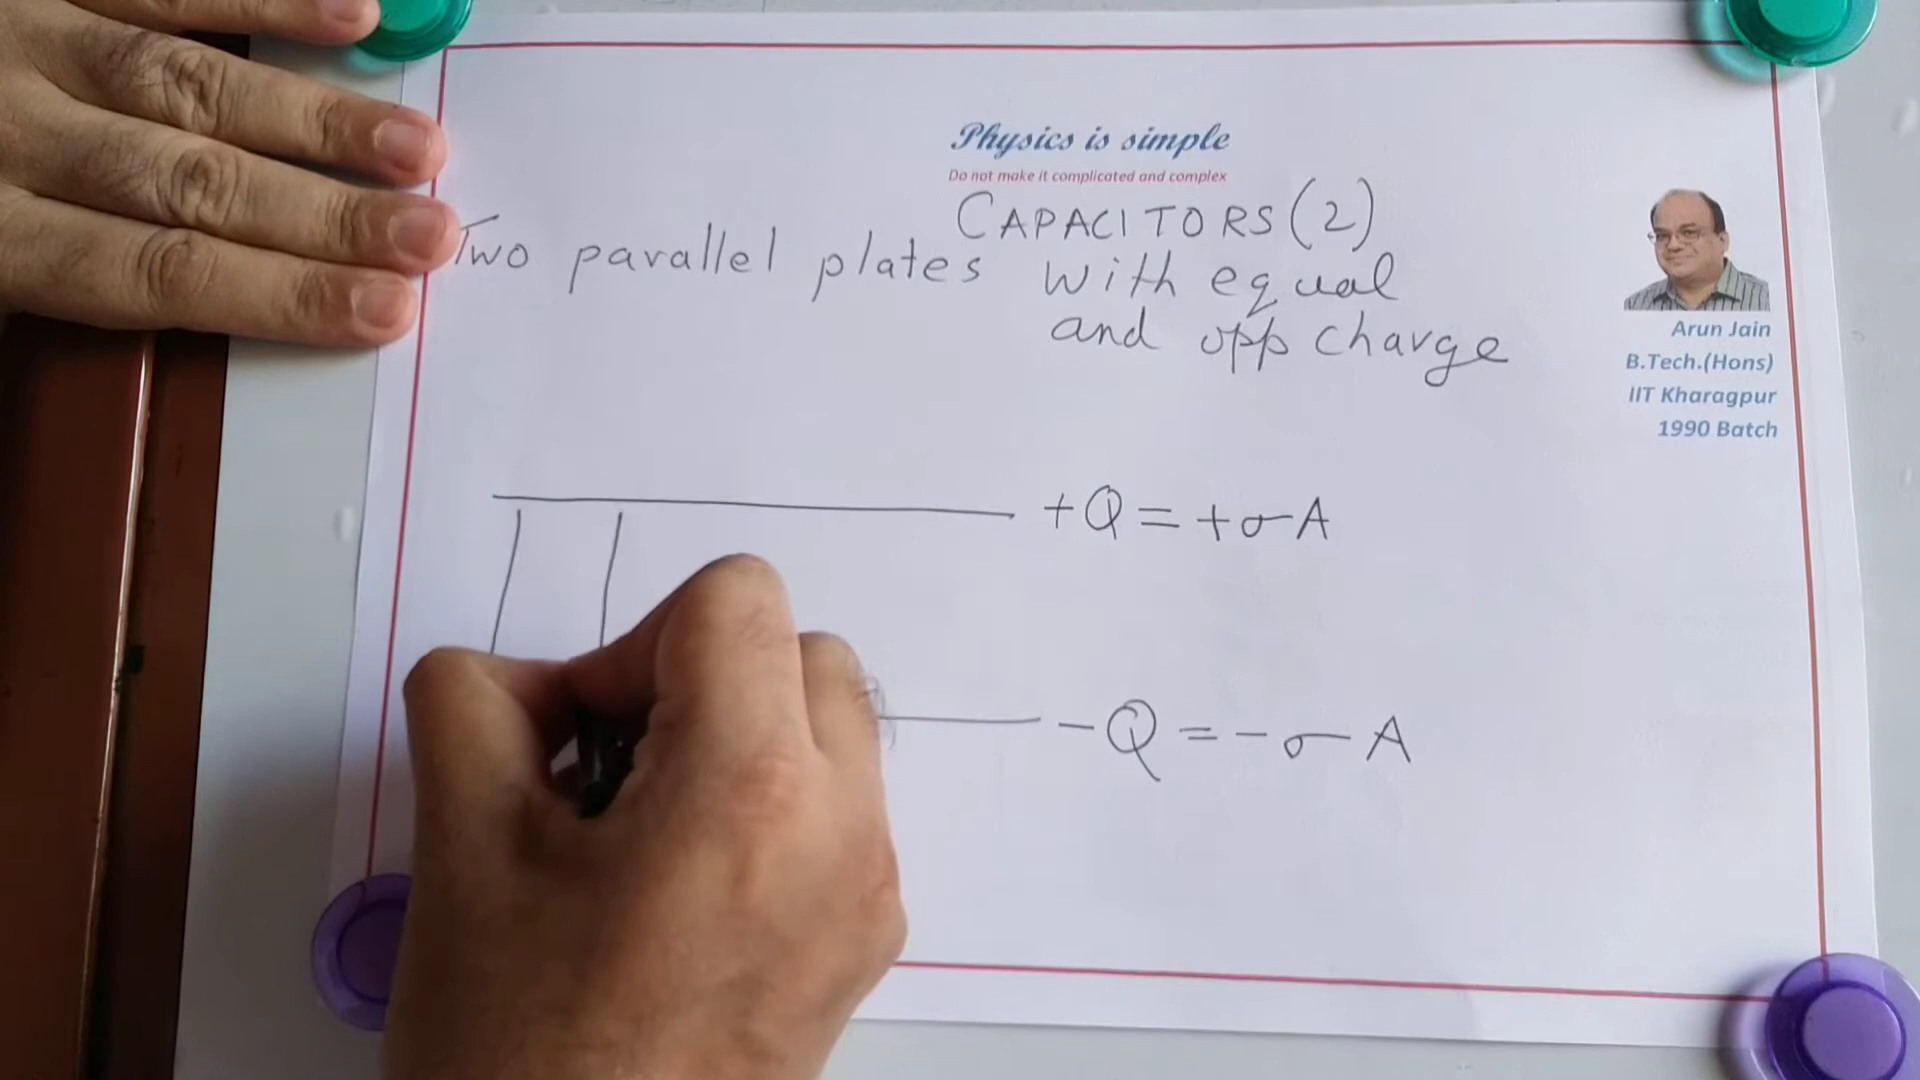 Physics is simple
Do not make it complicated and complex
CAPACITORS (2)
Two parallel plates with equal
and opp charge
Arun Jain
B.Tech.(Hons)
IIT Kharagpur
1990 Batch
+Q = +σA
-Q = -σA